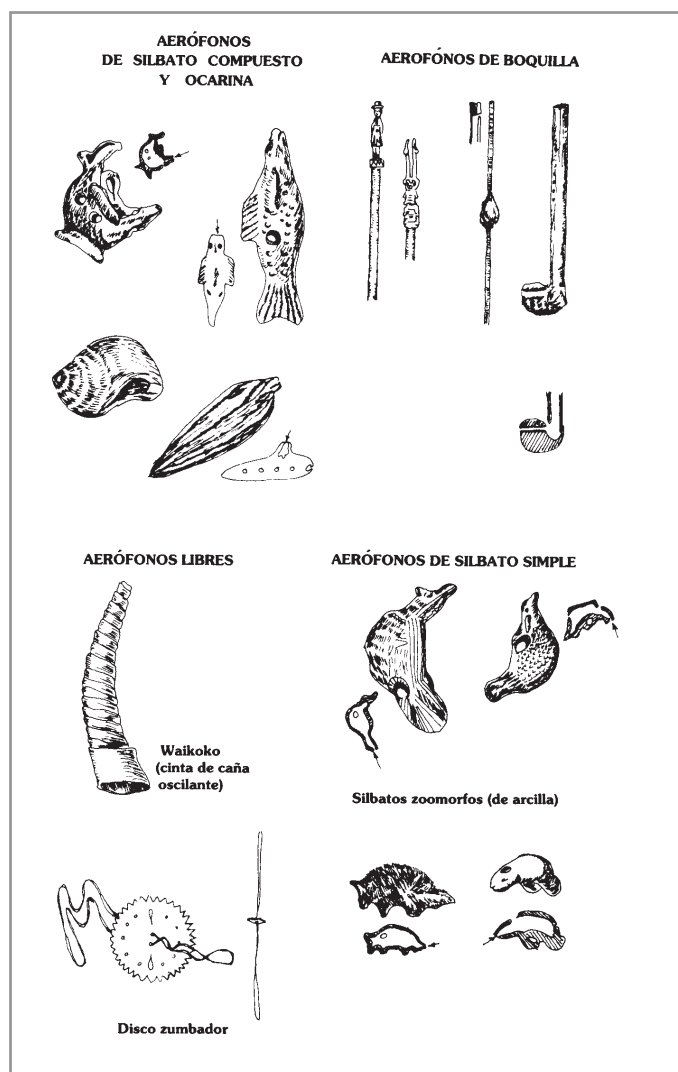 AERÓFONOS
DE SILBATO COMPUESTO
Y OCARINA
AEROFÓNOS DE BOQUILLA
AERÓFONOS LIBRES
Waikoko
(cinta de caña
oscilante)
Disco zumbador
AERÓFONOS DE SILBATO SIMPLE
Silbatos zoomorfos (de arcilla)